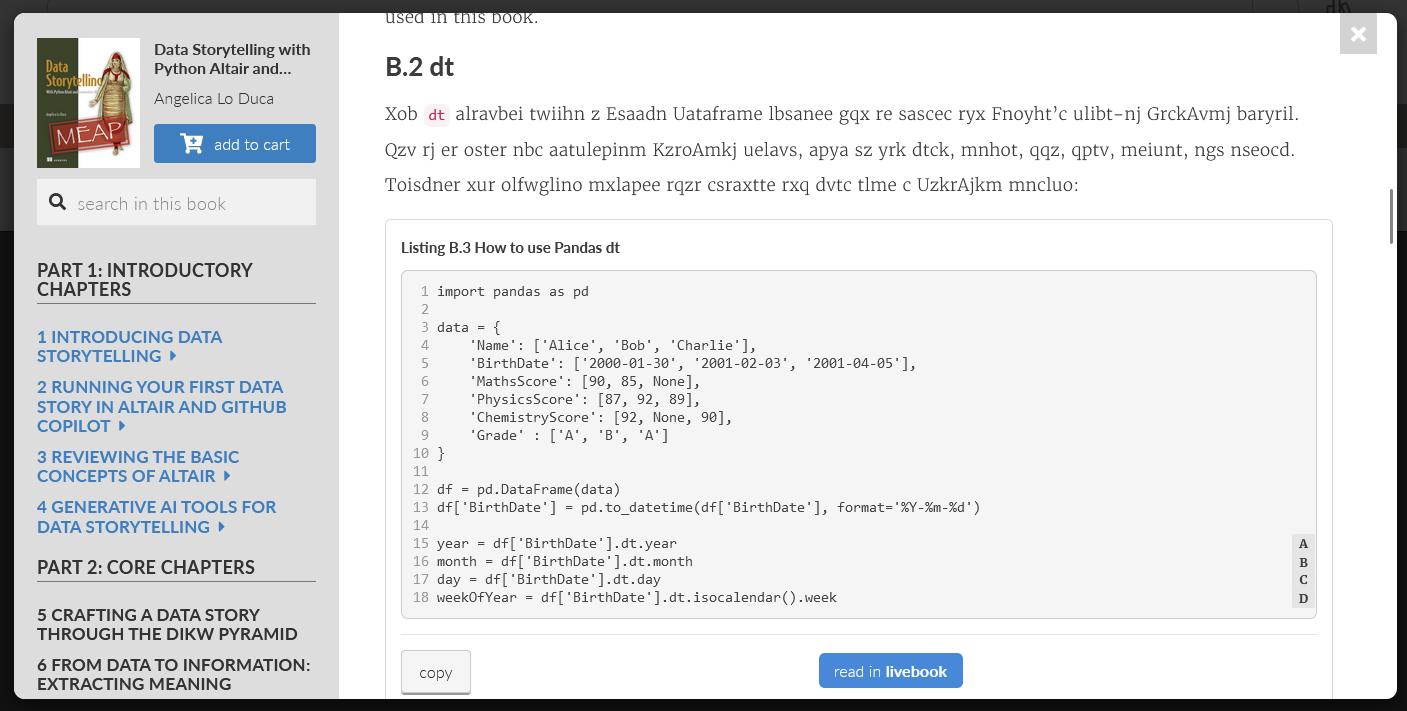 Data
Storytelling
With Python Altair and Generative AI
MEAP
MANNING
Data Storytelling with
Python Altair and...
Angelica Lo Duca
add to cart
search in this book
PART 1: INTRODUCTORY
CHAPTERS
1 INTRODUCING DATA
STORYTELLING
2 RUNNING YOUR FIRST DATA
STORY IN ALTAIR AND GITHUB
COPILOT
3 REVIEWING THE BASIC
CONCEPTS OF ALTAIR
4 GENERATIVE AI TOOLS FOR
DATA STORYTELLING
PART 2: CORE CHAPTERS
5 CRAFTING A DATA STORY
THROUGH THE DIKW PYRAMID
6 FROM DATA TO INFORMATION:
EXTRACTING MEANING
used in this book.
B.2 dt
Xob dt alravbei twiihn z Esaadn Uataframe lbsanee gqx re sascec ryx Fnoyht’c ulibt-nj GrckAvmj baryril.
Qzv rj er oster nbc aatulepinm KzroAmkj uelavs, apya sz yrk dtck, mnhot, qqz, qptv, meiunt, ngs nseocd.
Toisdner xur olfwglino mxlapee rqzr csraxtte rxq dvtc tlme c UzkrAjkm mncluo:
Listing B.3 How to use Pandas dt
1 import pandas as pd
2
3 data = {
4     'Name': ['Alice', 'Bob', 'Charlie'],
5     'BirthDate': ['2000-01-30', '2001-02-03', '2001-04-05'],
6     'MathsScore': [90, 85, None],
7     'PhysicsScore': [87, 92, 89],
8     'ChemistryScore': [92, None, 90],
9     'Grade' : ['A', 'B', 'A']
10 }
11
12 df = pd.DataFrame(data)
13 df['BirthDate'] = pd.to_datetime(df['BirthDate'], format='%Y-%m-%d')
14
15 year = df['BirthDate'].dt.year A
16 month = df['BirthDate'].dt.month B
17 day = df['BirthDate'].dt.day C
18 weekOfYear = df['BirthDate'].dt.isocalendar().week D
copy
read in livebook